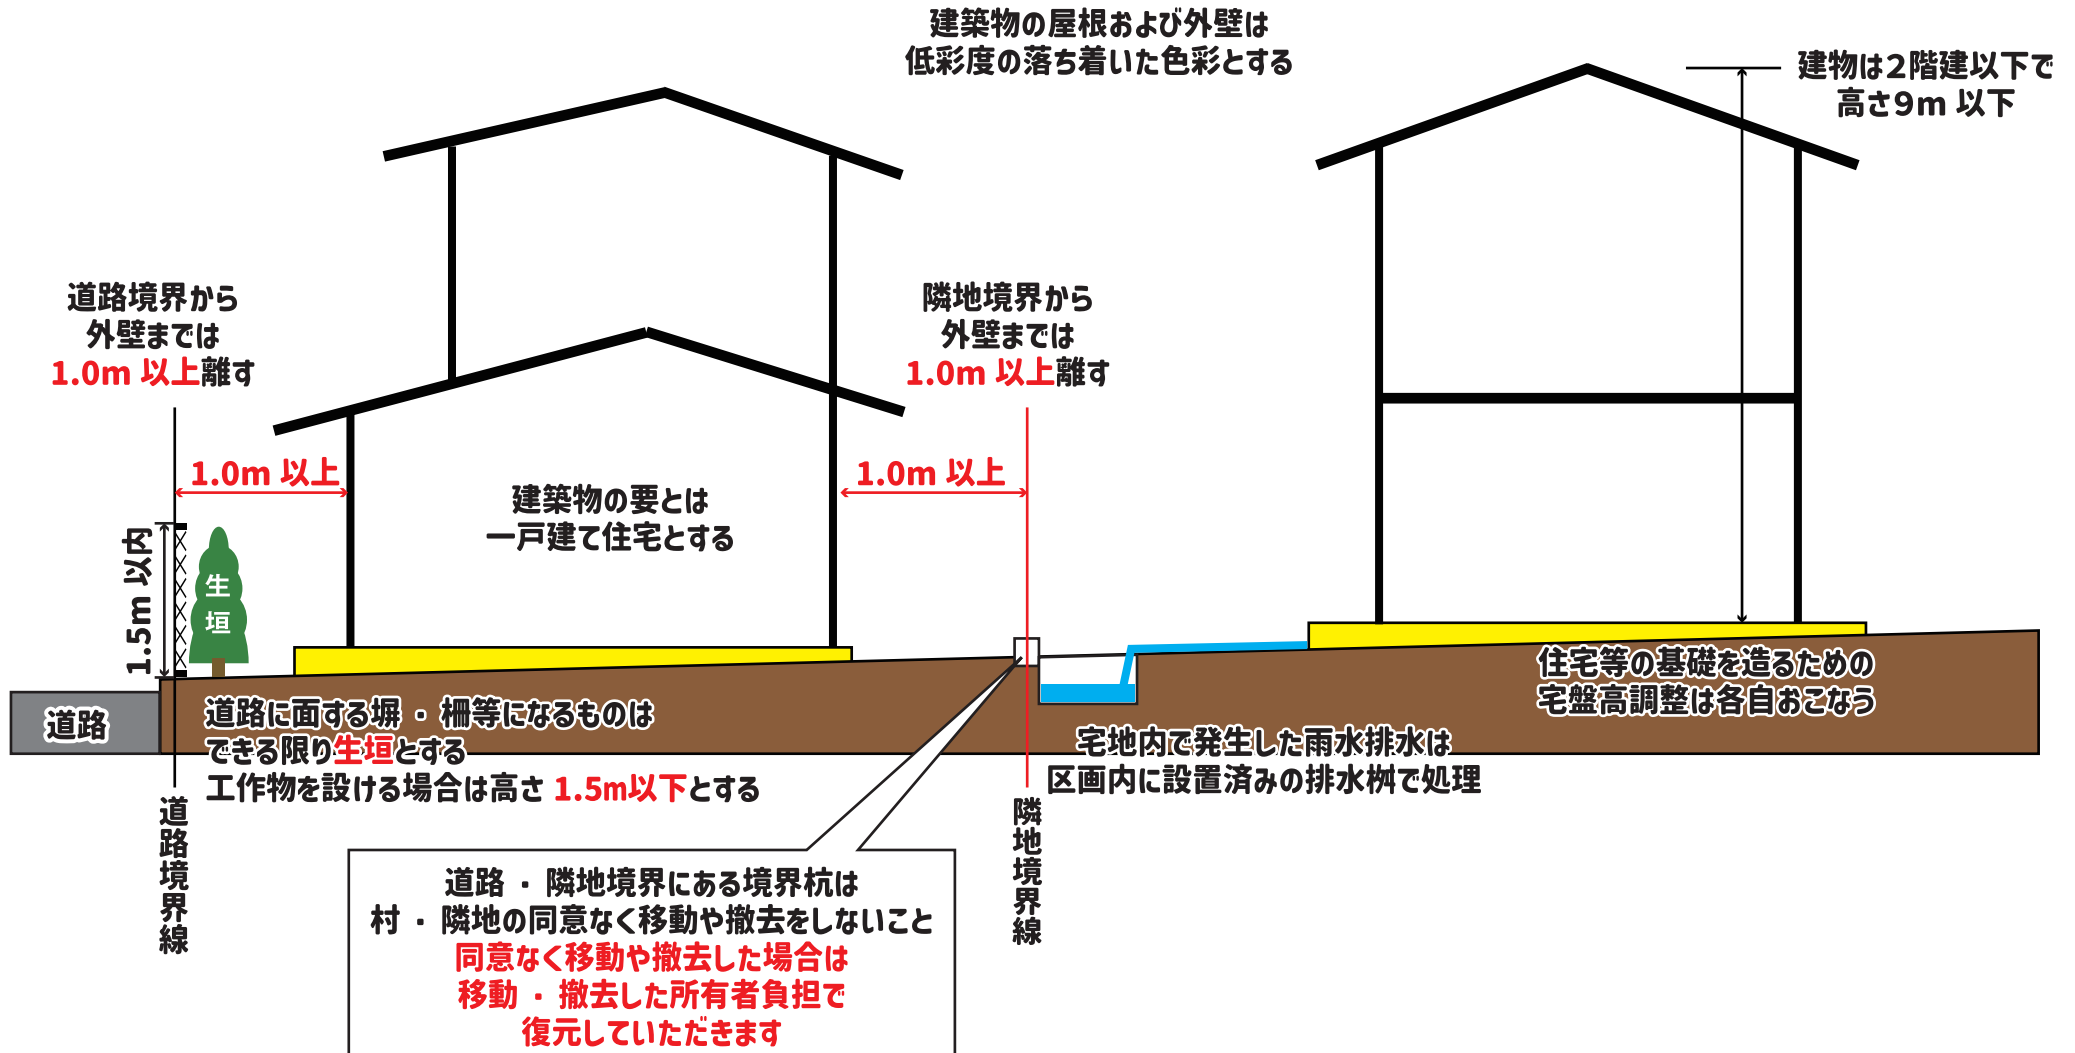 建築物の屋根および外壁は
低彩度の落ち着いた色彩とする
建物は2階建以下で
高さ9m 以下
道路境界から
外壁までは
1.0m 以上離す
隣地境界から
外壁までは
1.0m 以上離す
1.0m 以上
1.0m 以上
建築物の要とは
一戸建て住宅とする
1.5m 以内
生垣
住宅等の基礎を造るための
宅盤高調整は各自おこなう
道路
道路に面する塀・柵等になるものは
できる限り生垣とする
工作物を設ける場合は高さ 1.5m以下とする
宅地内で発生した雨水排水は
区画内に設置済みの排水桝で処理
道路境界線
隣地境界線
道路・隣地境界にある境界杭は
村・隣地の同意なく移動や撤去をしないこと
同意なく移動や撤去した場合は
移動・撤去した所有者負担で
復元していただきます